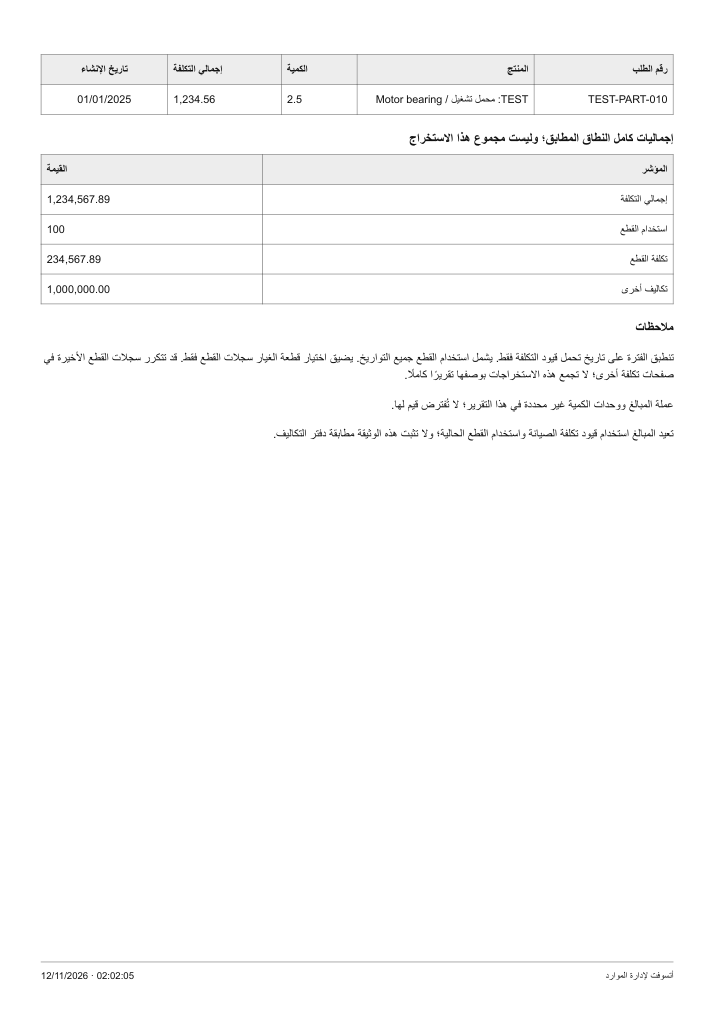 رقم الطلب المنتج الكمية إجمالي التكلفة تاريخ الإنشاء
TEST-PART-010 TEST: محمل تشغيل / Motor bearing 2.5 1,234.56 01/01/2025
إجماليات كامل النطاق المطابق؛ وليست مجموع هذا الاستخراج
المؤشر القيمة
إجمالي التكلفة 1,234,567.89
استخدام القطع 100
تكلفة القطع 234,567.89
تكاليف أخرى 1,000,000.00
ملاحظات
تنطبق الفترة على تاريخ تحمل قيود التكلفة فقط. يشمل استخدام القطع جميع التواريخ. يضيق اختيار قطعة الغيار سجلات القطع فقط. قد تتكرر سجلات القطع الأخيرة في
صفحات تكلفة أخرى؛ لا تجمع هذه الاستخراجات بوصفها تقريرًا كاملًا.
عملة المبالغ ووحدات الكمية غير محددة في هذا التقرير؛ لا تُفترض قيم لها.
تعيد المبالغ استخدام قيود تكلفة الصيانة واستخدام القطع الحالية؛ ولا تثبت هذه الوثيقة مطابقة دفتر التكاليف.
أتسوفت لإدارة الموارد 12/11/2026 · 02:02:05